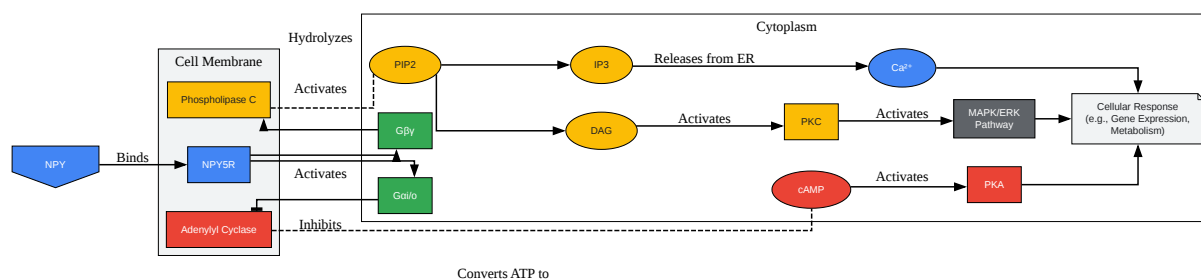 Cytoplasm
Hydrolyzes
Cell Membrane
PIP2
IP3
Releases from ER
Ca²⁺
Activates
Phospholipase C
Gβγ
DAG
Activates
PKC
Activates
MAPK/ERK
Pathway
Cellular Response
(e.g., Gene Expression,
Metabolism)
NPY
Binds
NPY5R
Activates
Gαi/o
cAMP
Activates
PKA
Adenylyl Cyclase
Inhibits
Converts ATP to